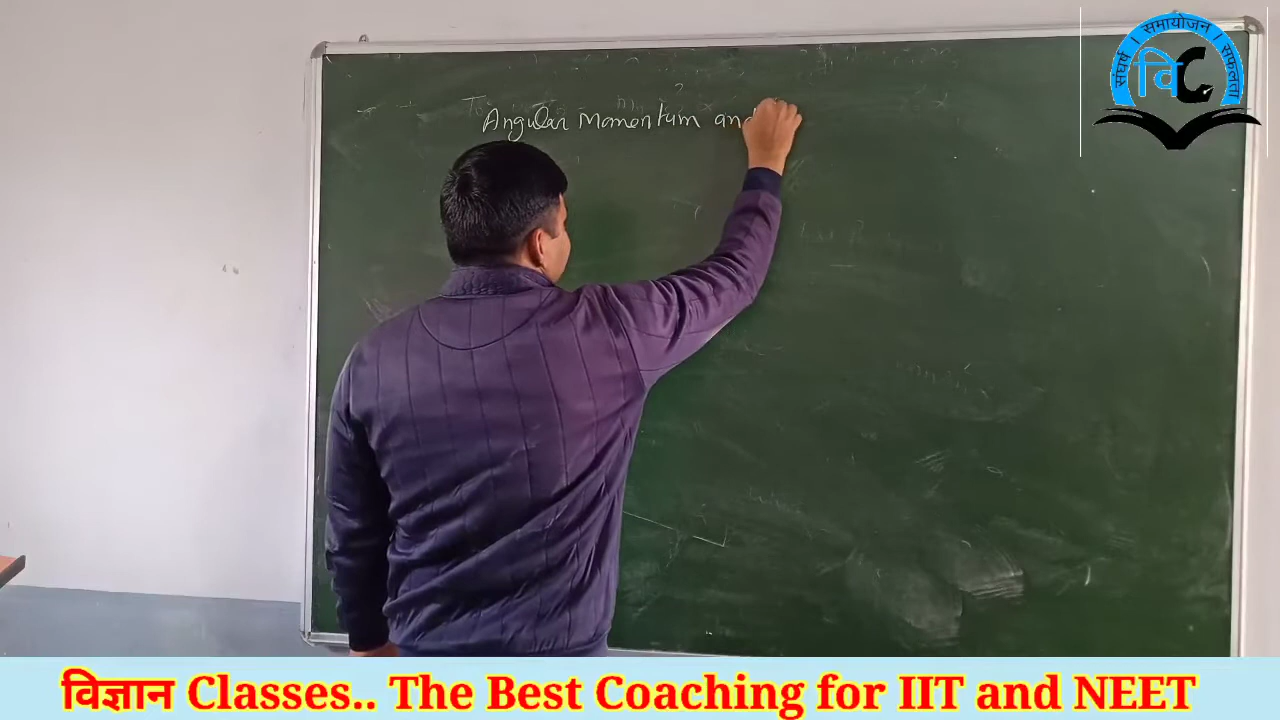 संघर्ष । समायोजन । सफलता
वि C
Angular Momentum and
विज्ञान Classes.. The Best Coaching for IIT and NEET